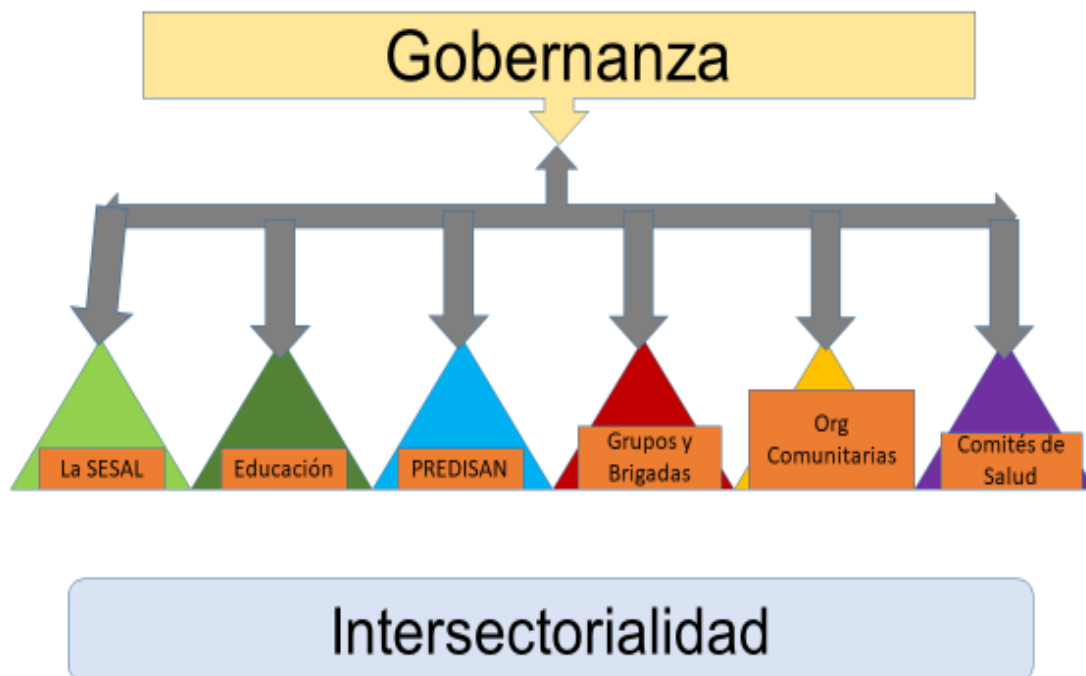 Gobernanza
La SESAL
Educación
PREDISAN
Grupos y
Brigadas
Org
Comunitarias
Comités de
Salud
Intersectorialidad